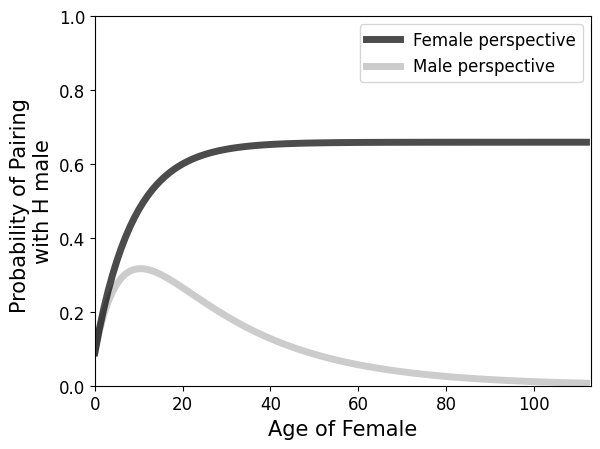 1.0
0.8
0.6
0.4
0.2
0.0
Probability of Pairing
with H male
Female perspective
Male perspective
0 20 40 60 80 100
Age of Female